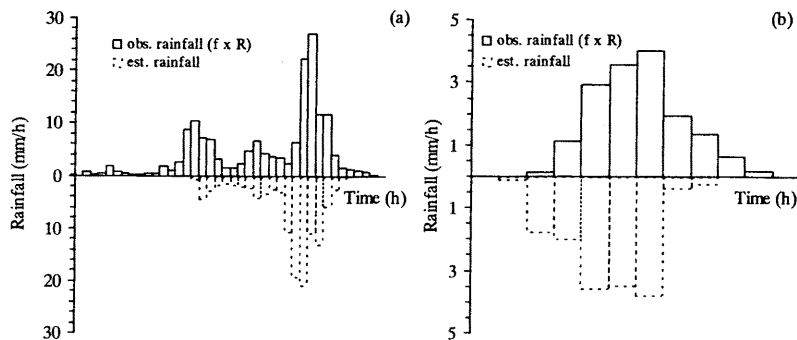 (a)
30
20
10
0
10
20
30
Rainfall (mm/h)
obs. rainfall (f x R)
est. rainfall
Time (h)
(b)
5
3
1
1
3
5
Rainfall (mm/h)
obs. rainfall (f x R)
est. rainfall
Time (h)